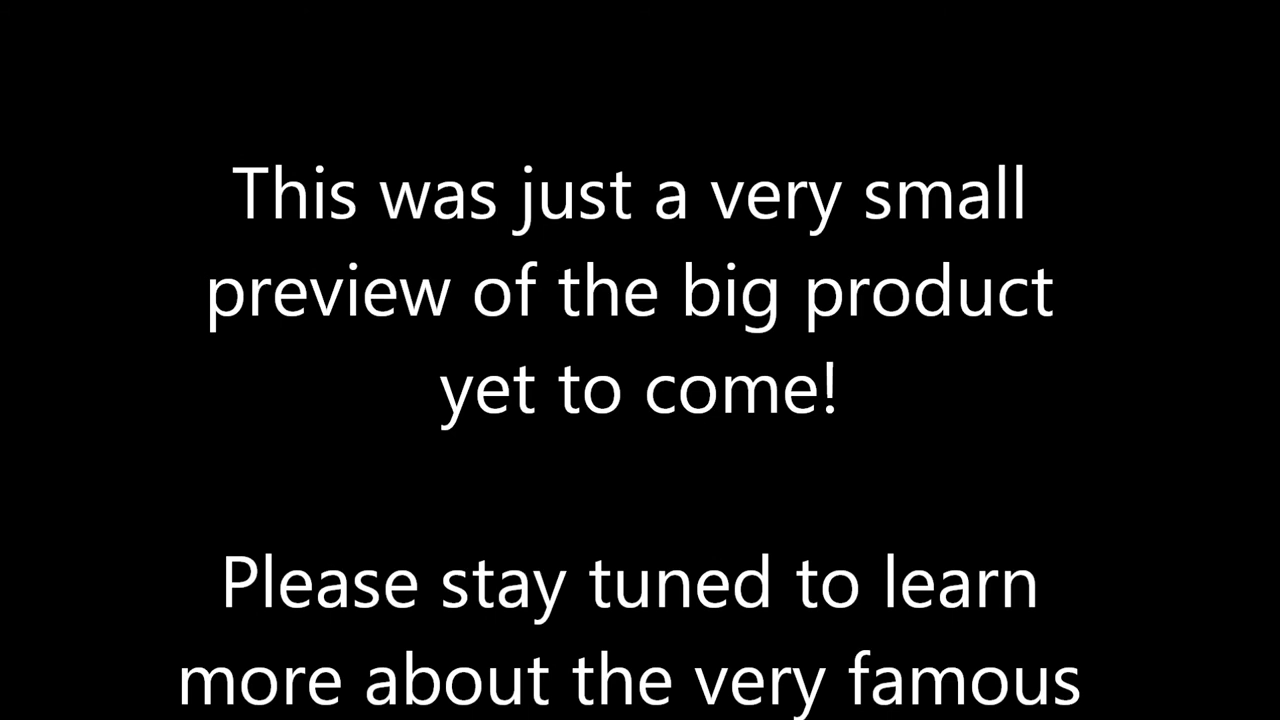 This was just a very small
preview of the big product
yet to come!
Please stay tuned to learn
more about the very famous